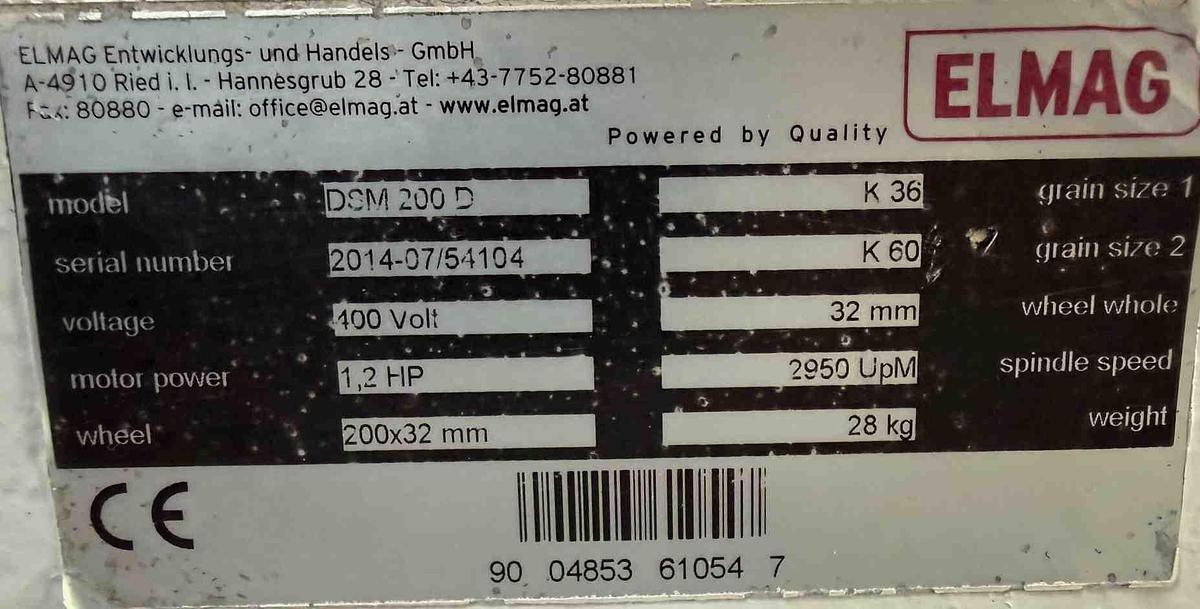 ELMAG Entwicklungs- und Handels - GmbH
A-4910 Ried i. I. - Hannesgrub 28 - Tel: +43-7752-80881
Fax: 80880 - e-mail: office@elmag.at - www.elmag.at
ELMAG
Powered by Quality
model DSM 200 D K 36 grain size 1
serial number 2014-07/54104 K 60 grain size 2
voltage 400 Volt 32 mm wheel whole
motor power 1,2 HP 2950 UpM spindle speed
wheel 200x32 mm 28 kg weight
CE
90 04853 61054 7